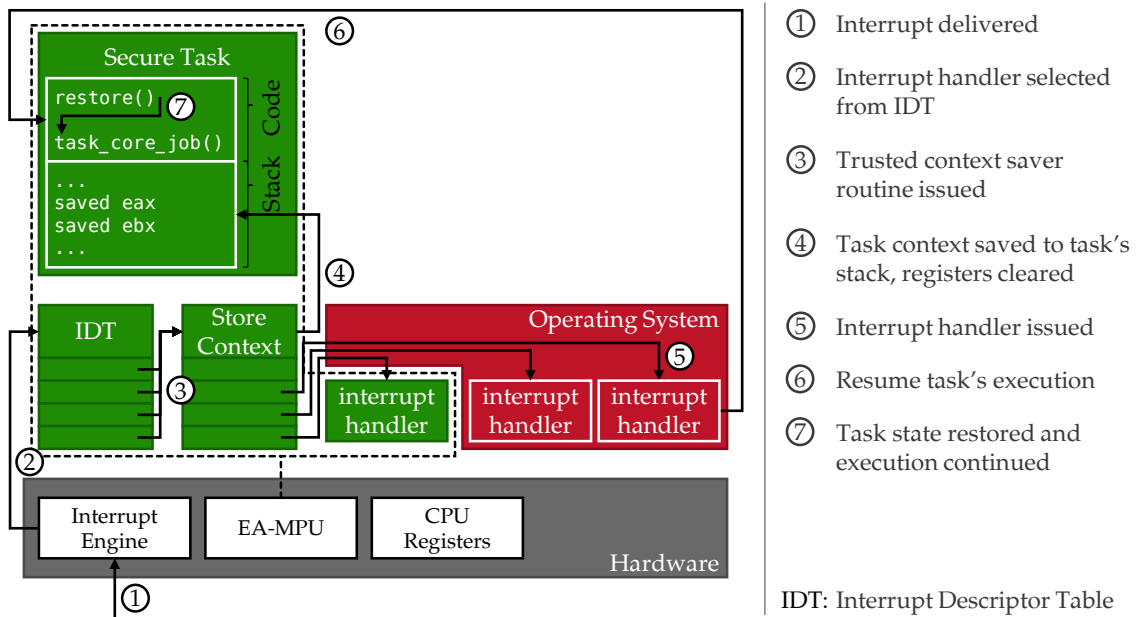 ⑥
Secure Task
restore()
⑦
task_core_job()
Code
...
saved eax
saved ebx
...
Stack
④
IDT
Store
Context
③
Operating System
⑤
interrupt
handler
interrupt
handler
interrupt
handler
②
Interrupt
Engine
EA-MPU
CPU
Registers
Hardware
①
① Interrupt delivered
② Interrupt handler selected
from IDT
③ Trusted context saver
routine issued
④ Task context saved to task’s
stack, registers cleared
⑤ Interrupt handler issued
⑥ Resume task’s execution
⑦ Task state restored and
execution continued
IDT: Interrupt Descriptor Table